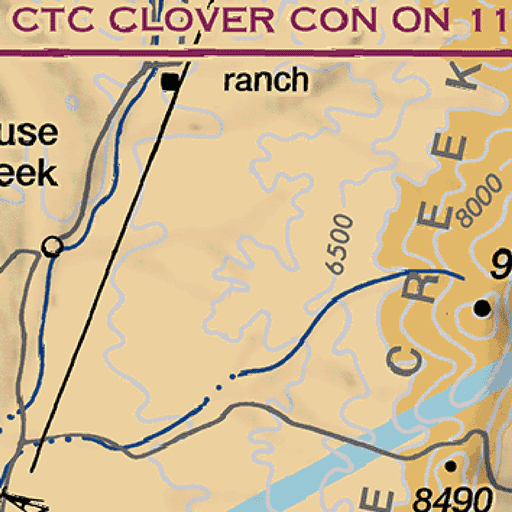 CTC CLOVER CON ON 11
ranch
use
eek
CREEK
8000
6500
9
E
8490